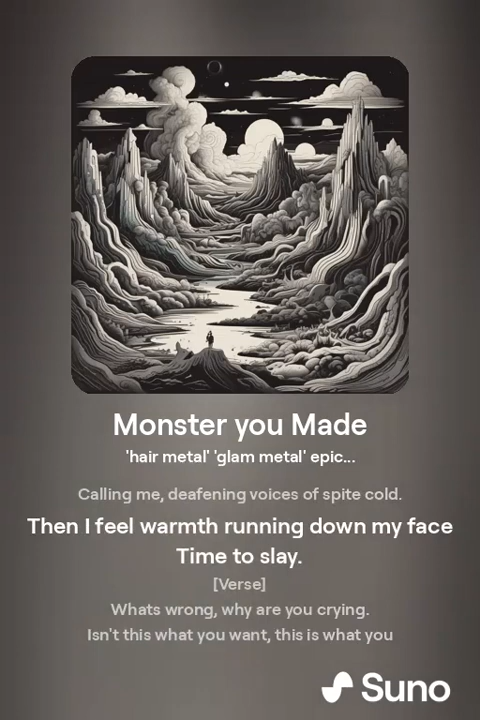 Monster you Made
'hair metal' 'glam metal' epic...
Calling me, deafening voices of spite cold.
Then I feel warmth running down my face
Time to slay.
[Verse]
Whats wrong, why are you crying.
Isn't this what you want, this is what you
Suno